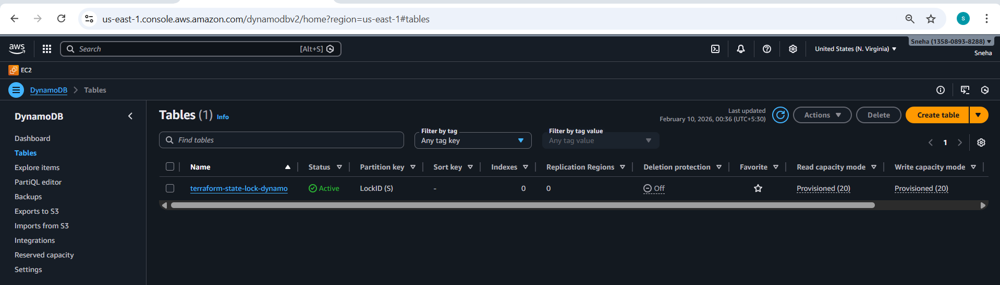 us-east-1.console.aws.amazon.com/dynamodbv2/home?region=us-east-1#tables
S
aws
Search
[Alt+S]
United States (N. Virginia)
Sneha (1358-0893-8288)
Sneha
EC2
DynamoDB
Tables
DynamoDB
Dashboard
Tables
Explore items
PartiQL editor
Backups
Exports to S3
Imports from S3
Integrations
Reserved capacity
Settings
Tables (1) Info
Last updated
February 10, 2026, 00:36 (UTC+5:30)
Actions
Delete
Create table
Find tables
Filter by tag
Any tag key
Filter by tag value
Any tag value
1
Name Status Partition key Sort key Indexes Replication Regions Deletion protection Favorite Read capacity mode Write capacity mode
terraform-state-lock-dynamo Active LockID (S) - 0 0 Off Provisioned (20) Provisioned (20)